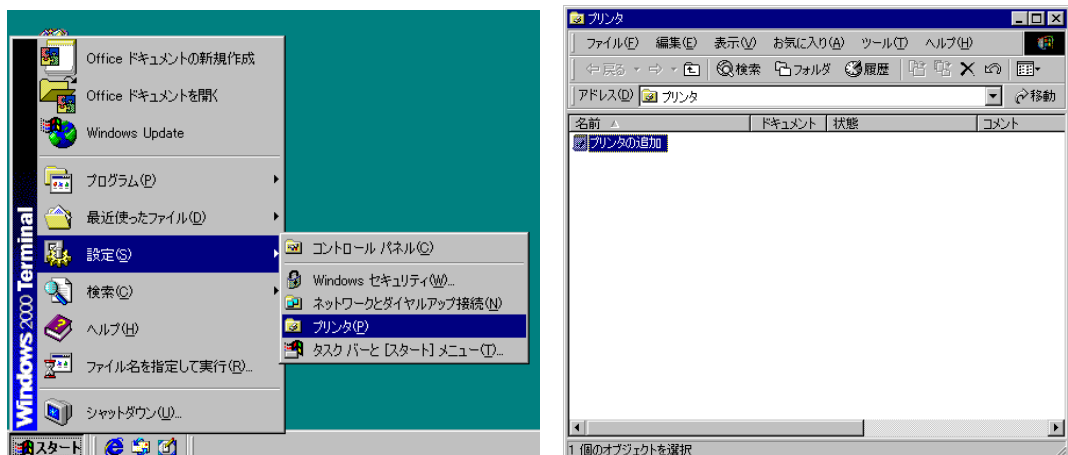 Office ドキュメントの新規作成
Office ドキュメントを開く
Windows Update
プログラム(P)
最近使ったファイル(D)
設定(S)
検索(C)
ヘルプ(H)
ファイル名を指定して実行(R)...
シャットダウン(U)...
Windows 2000 Terminal
コントロール パネル(C)
Windows セキュリティ(W)...
ネットワークとダイヤルアップ接続(N)
プリンタ(P)
タスク バーと [スタート] メニュー(T)...
スタート
プリンタ
ファイル(F) 編集(E) 表示(V) お気に入り(A) ツール(T) ヘルプ(H)
戻る 検索 フォルダ 履歴
アドレス(D) プリンタ 移動
名前 ドキュメント 状態 コメント
プリンタの追加
1 個のオブジェクトを選択